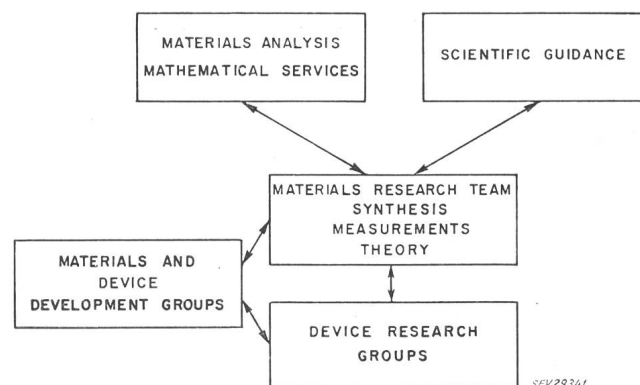 MATERIALS ANALYSIS
MATHEMATICAL SERVICES
SCIENTIFIC GUIDANCE
MATERIALS RESEARCH TEAM
SYNTHESIS
MEASUREMENTS
THEORY
MATERIALS AND
DEVICE
DEVELOPMENT GROUPS
DEVICE RESEARCH
GROUPS
SEV29341